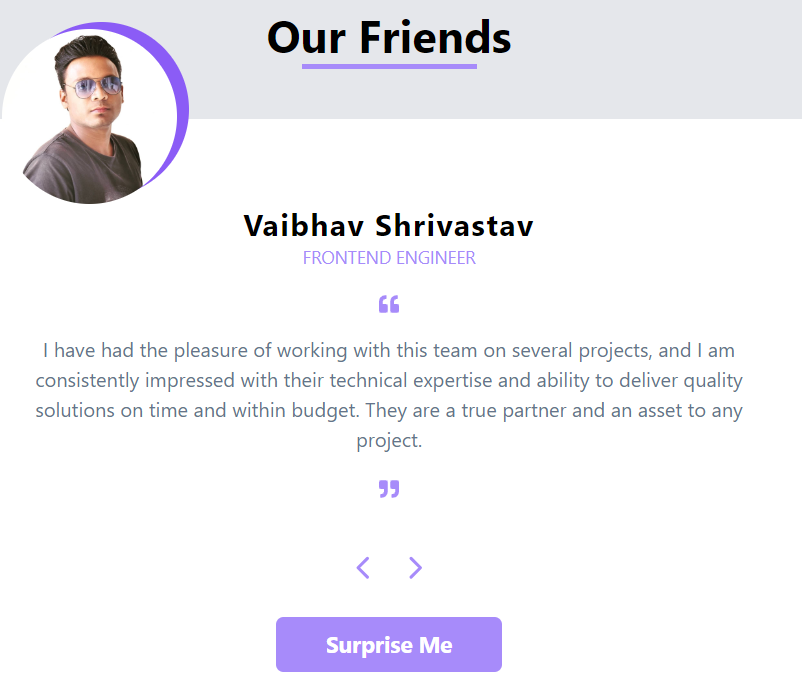 Our Friends
Vaibhav Shrivastav
FRONTEND ENGINEER
“
I have had the pleasure of working with this team on several projects, and I am
consistently impressed with their technical expertise and ability to deliver quality
solutions on time and within budget. They are a true partner and an asset to any
project.
”
Surprise Me